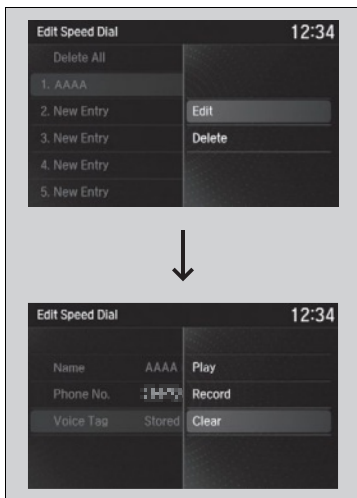 Edit Speed Dial 12:34
Delete All
1. AAAA
2. New Entry Edit
3. New Entry Delete
4. New Entry
5. New Entry
Edit Speed Dial 12:34
Name AAAA Play
Phone No. Record
Voice Tag Stored Clear